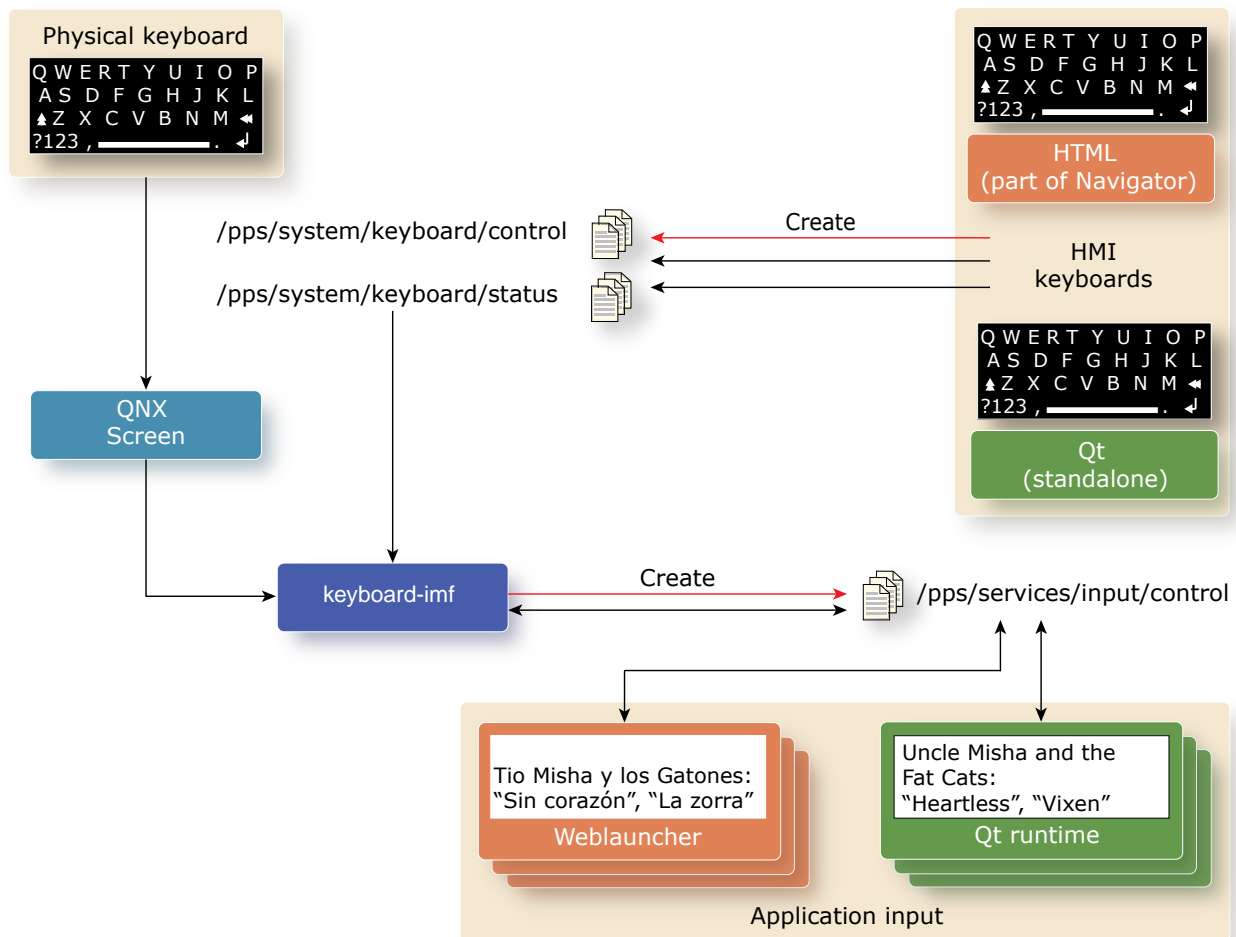 Physical keyboard
Q W E R T Y U I O P
A S D F G H J K L
Z X C V B N M
?123 , .
Q W E R T Y U I O P
A S D F G H J K L
Z X C V B N M
?123 , .
HTML
(part of Navigator)
/pps/system/keyboard/control
Create
HMI
keyboards
/pps/system/keyboard/status
Q W E R T Y U I O P
A S D F G H J K L
Z X C V B N M
?123 , .
QNX
Screen
Qt
(standalone)
keyboard-imf
Create
/pps/services/input/control
Tio Misha y los Gatones:
“Sin corazón”, “La zorra”
Weblauncher
Uncle Misha and the
Fat Cats:
“Heartless”, “Vixen”
Qt runtime
Application input